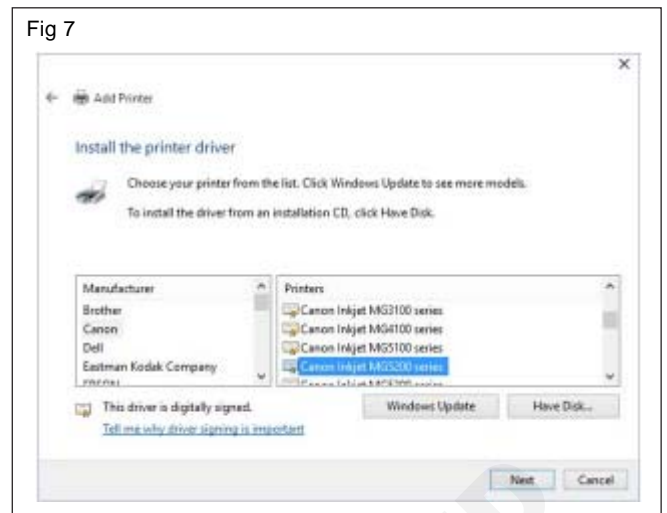 Fig 7
Add Printer
Install the printer driver
Choose your printer from the list. Click Windows Update to see more models.
To install the driver from an installation CD, click Have Disk.
Manufacturer
Brother
Canon
Dell
Eastman Kodak Company
Printers
Canon Inkjet MG3100 series
Canon Inkjet MG4100 series
Canon Inkjet MG5100 series
Canon Inkjet MG5200 series
This driver is digitally signed.
Tell me why driver signing is important
Windows Update
Have Disk...
Next
Cancel